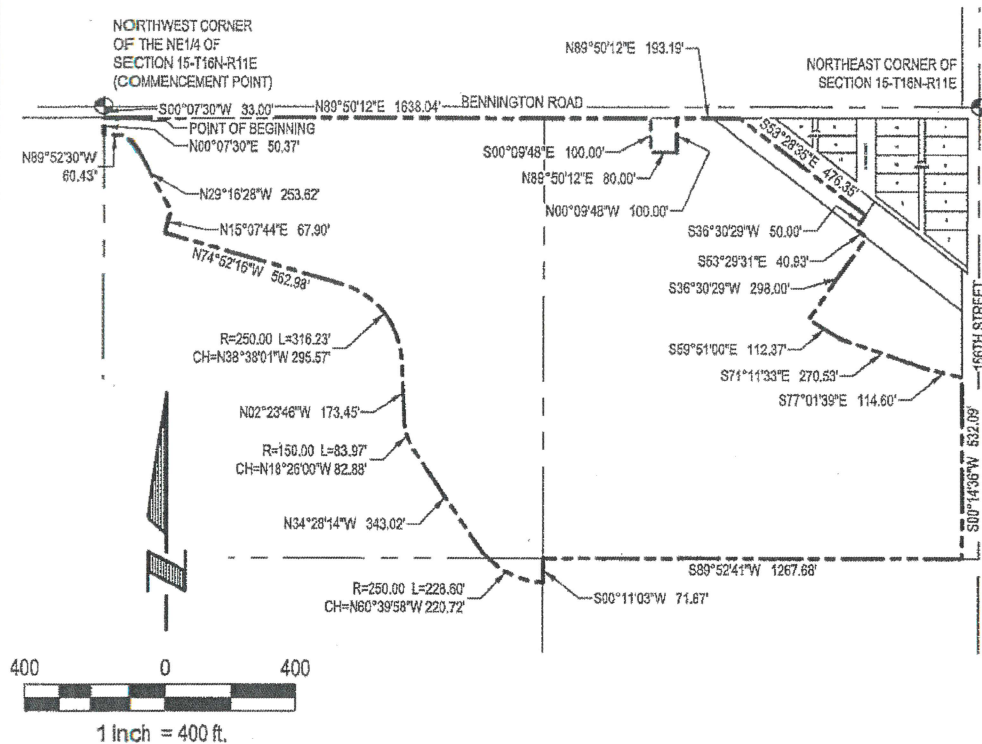 NORTHWEST CORNER
OF THE NE1/4 OF
SECTION 15-T16N-R11E
(COMMENCEMENT POINT)
N89°50'12"E 193.19'
NORTHEAST CORNER OF
SECTION 15-T16N-R11E
S00°07'30"W 33.00'
N89°50'12"E 1638.04'
BENNINGTON ROAD
POINT OF BEGINNING
N00°07'30"E 50.37'
N89°52'30"W
60.43'
S00°09'48"E 100.00'
S53°28'35"E 476.35'
N89°50'12"E 80.00'
N29°16'28"W 253.62'
N00°09'48"W 100.00'
N15°07'44"E 67.90'
S36°30'29"W 50.00'
S53°29'31"E 40.93'
N74°52'16"W 562.98'
S36°30'29"W 298.00'
166TH STREET
R=250.00 L=316.23'
CH=N38°38'01"W 295.57'
S59°51'00"E 112.37'
S71°11'33"E 270.53'
S77°01'39"E 114.60'
N02°23'46"W 173.45'
R=150.00 L=83.97'
CH=N18°26'00"W 82.88'
S00°14'36"W 532.09'
N34°28'14"W 343.02'
S89°52'41"W 1267.68'
R=250.00 L=228.60'
CH=N60°39'58"W 220.72'
S00°11'03"W 71.67'
400 0 400
1 inch = 400 ft.